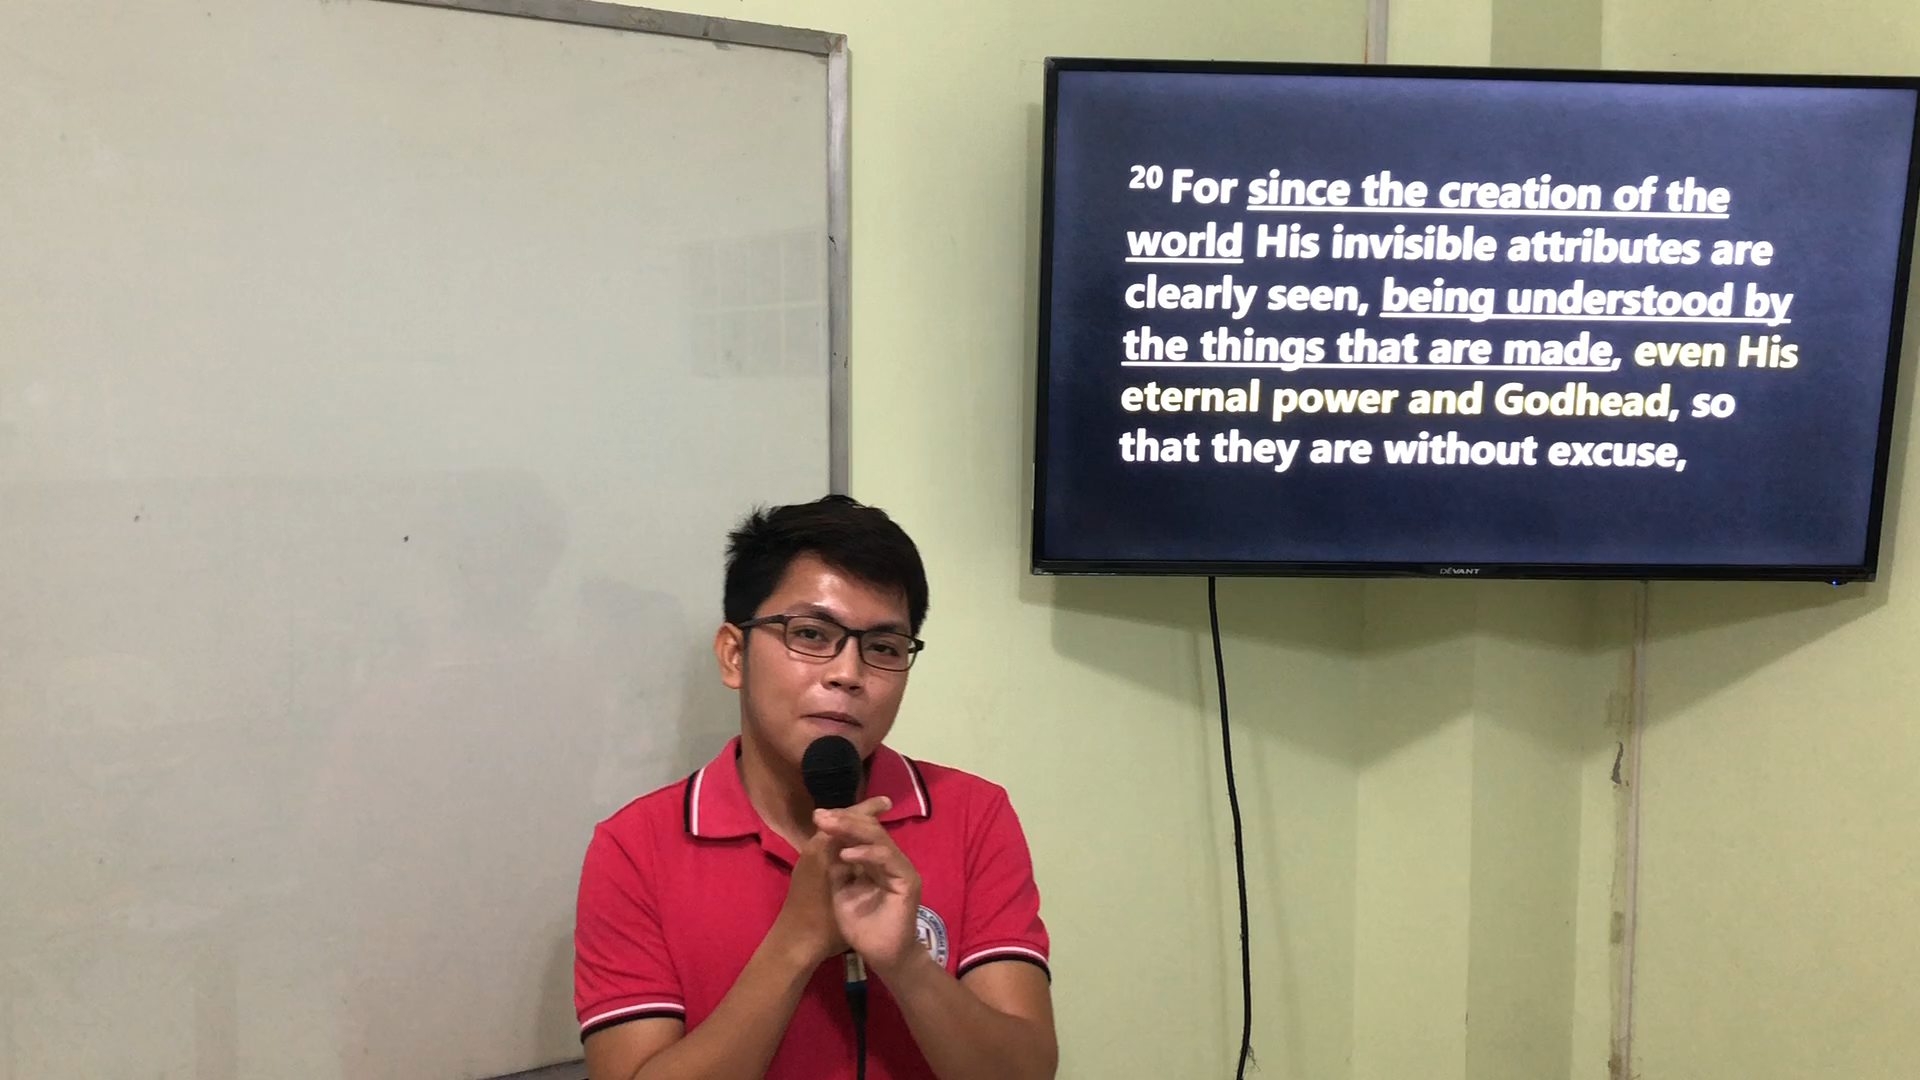 20 For since the creation of the
world His invisible attributes are
clearly seen, being understood by
the things that are made, even His
eternal power and Godhead, so
that they are without excuse,
DEVANT